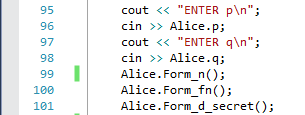 95 cout << "ENTER p\n";
96 cin >> Alice.p;
97 cout << "ENTER q\n";
98 cin >> Alice.q;
99 Alice.Form_n();
100 Alice.Form_fn();
101 Alice.Form_d_secret();